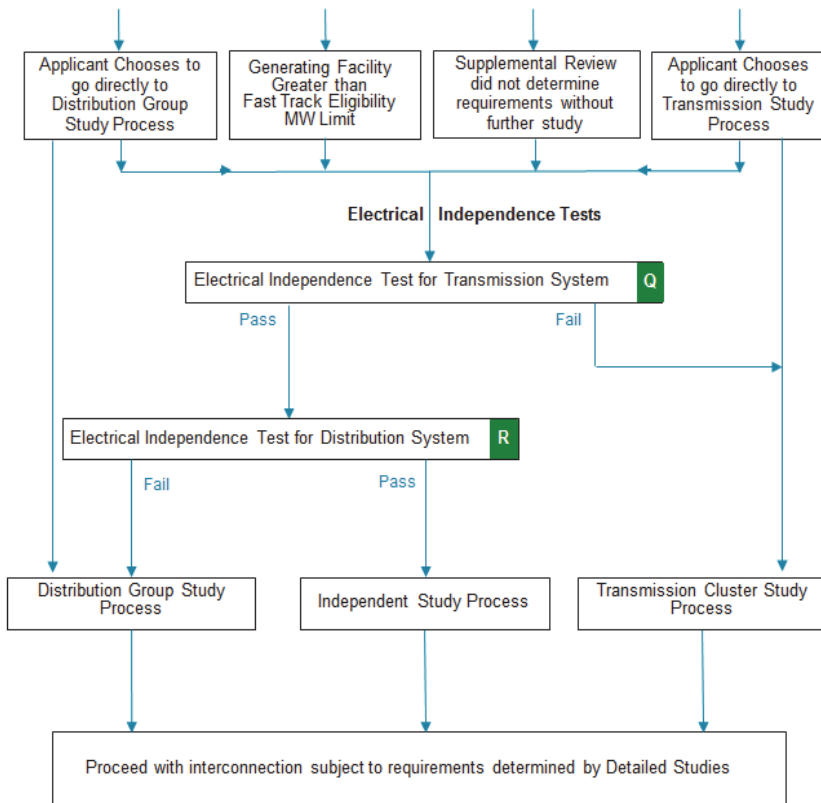 Applicant Chooses to
go directly to
Distribution Group
Study Process
Generating Facility
Greater than
Fast Track Eligibility
MW Limit
Supplemental Review
did not determine
requirements without
further study
Applicant Chooses
to go directly to
Transmission Study
Process
Electrical Independence Tests
Electrical Independence Test for Transmission System Q
Pass
Fail
Electrical Independence Test for Distribution System R
Fail
Pass
Distribution Group Study
Process
Independent Study Process
Transmission Cluster Study
Process
Proceed with interconnection subject to requirements determined by Detailed Studies